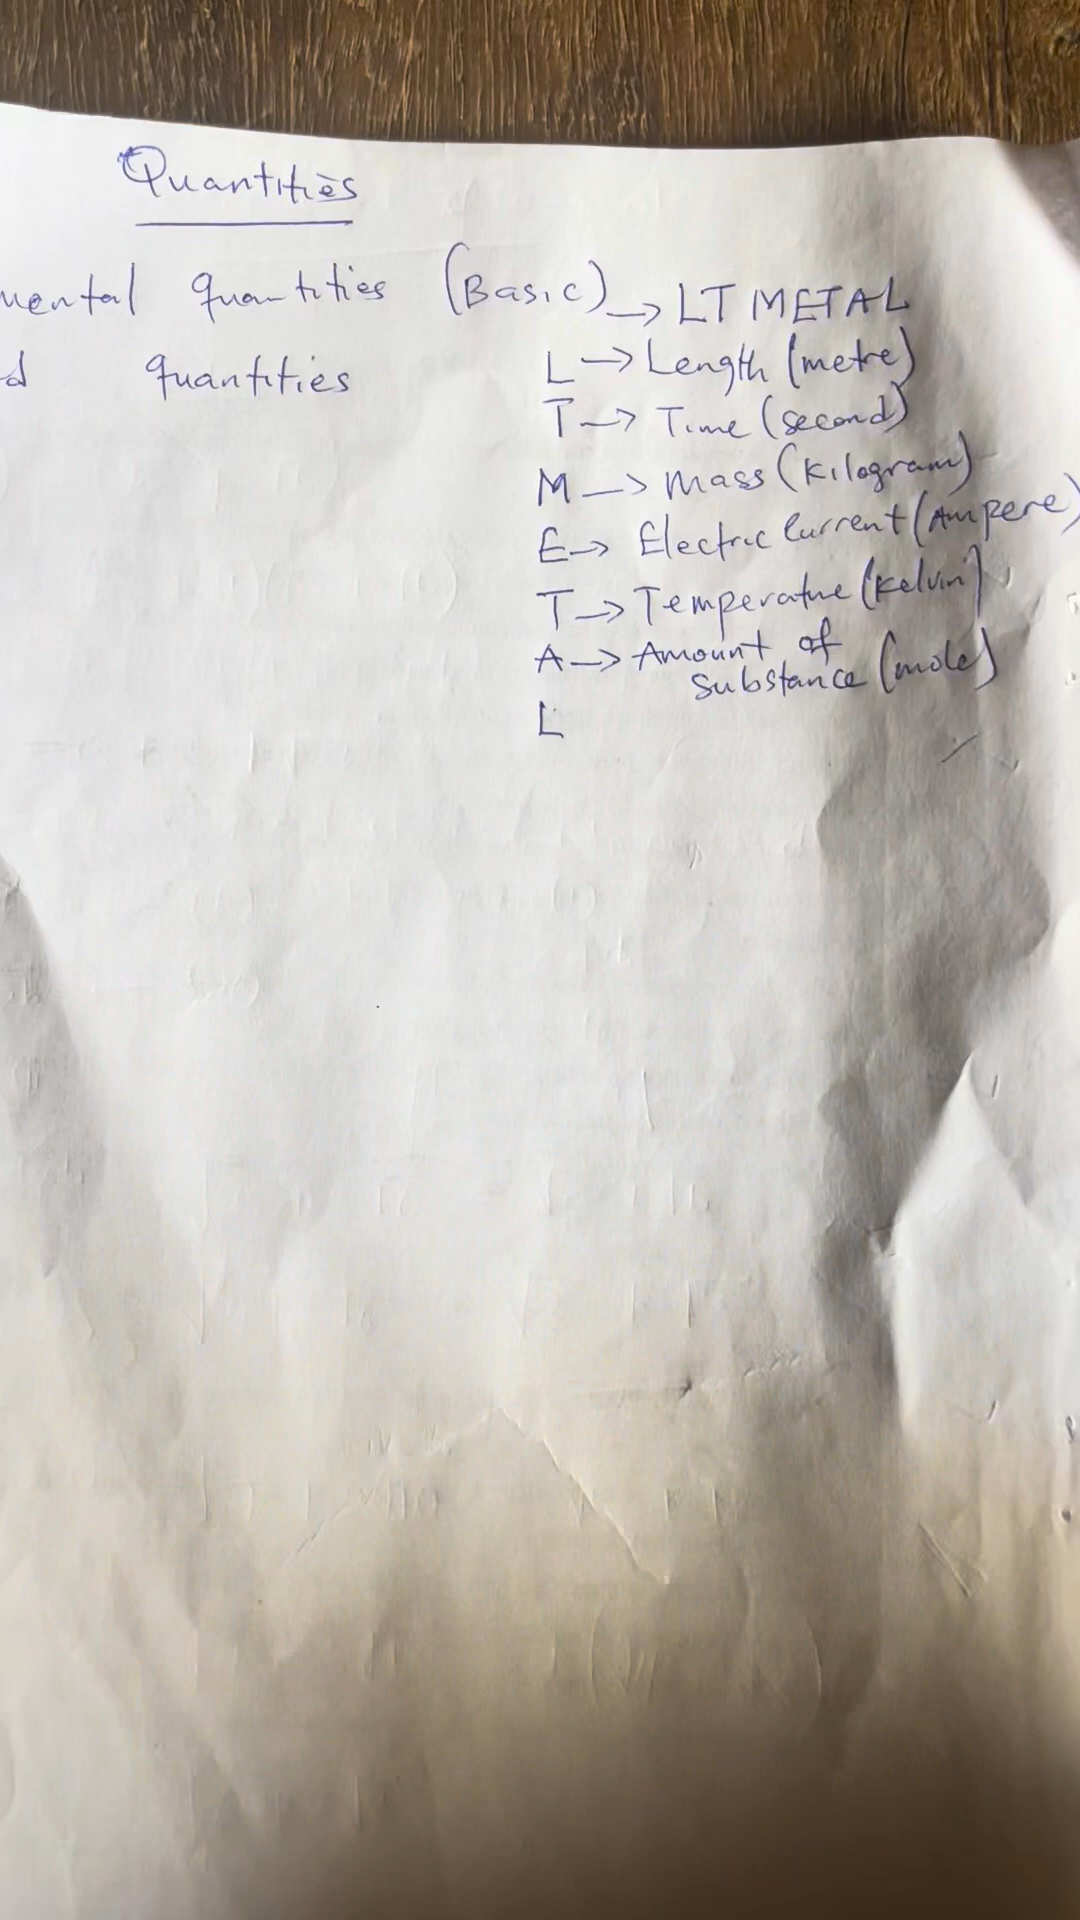 Quantities
mental quantities (Basic) → LT METAL
d quantities
L → Length (metre)
T → Time (second)
M → Mass (Kilogram)
E → Electric Current (Ampere)
T → Temperature (Kelvin)
A → Amount of
substance (mole)
L